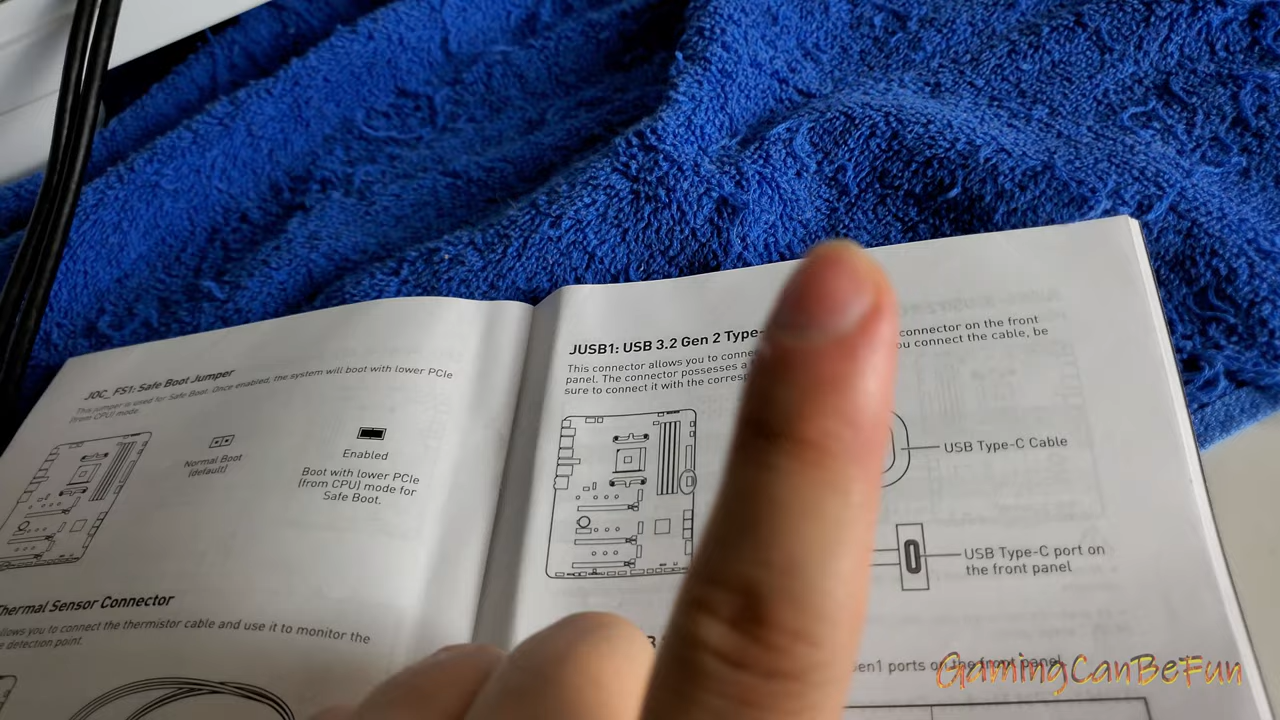 JOC_FS1: Safe Boot Jumper
This jumper is used for Safe Boot. Once enabled, the system will boot with lower PCIe
(from CPU) mode.
Normal Boot
(default)
Enabled
Boot with lower PCIe
(from CPU) mode for
Safe Boot.
Thermal Sensor Connector
allows you to connect the thermistor cable and use it to monitor the
detection point.
JUSB1: USB 3.2 Gen 2 Type-
This connector allows you to connector on the front
panel. The connector possesses a you connect the cable, be
sure to connect it with the
USB Type-C Cable
USB Type-C port on
the front panel
Gen1 ports on the front panel.
GamingCanBeFun